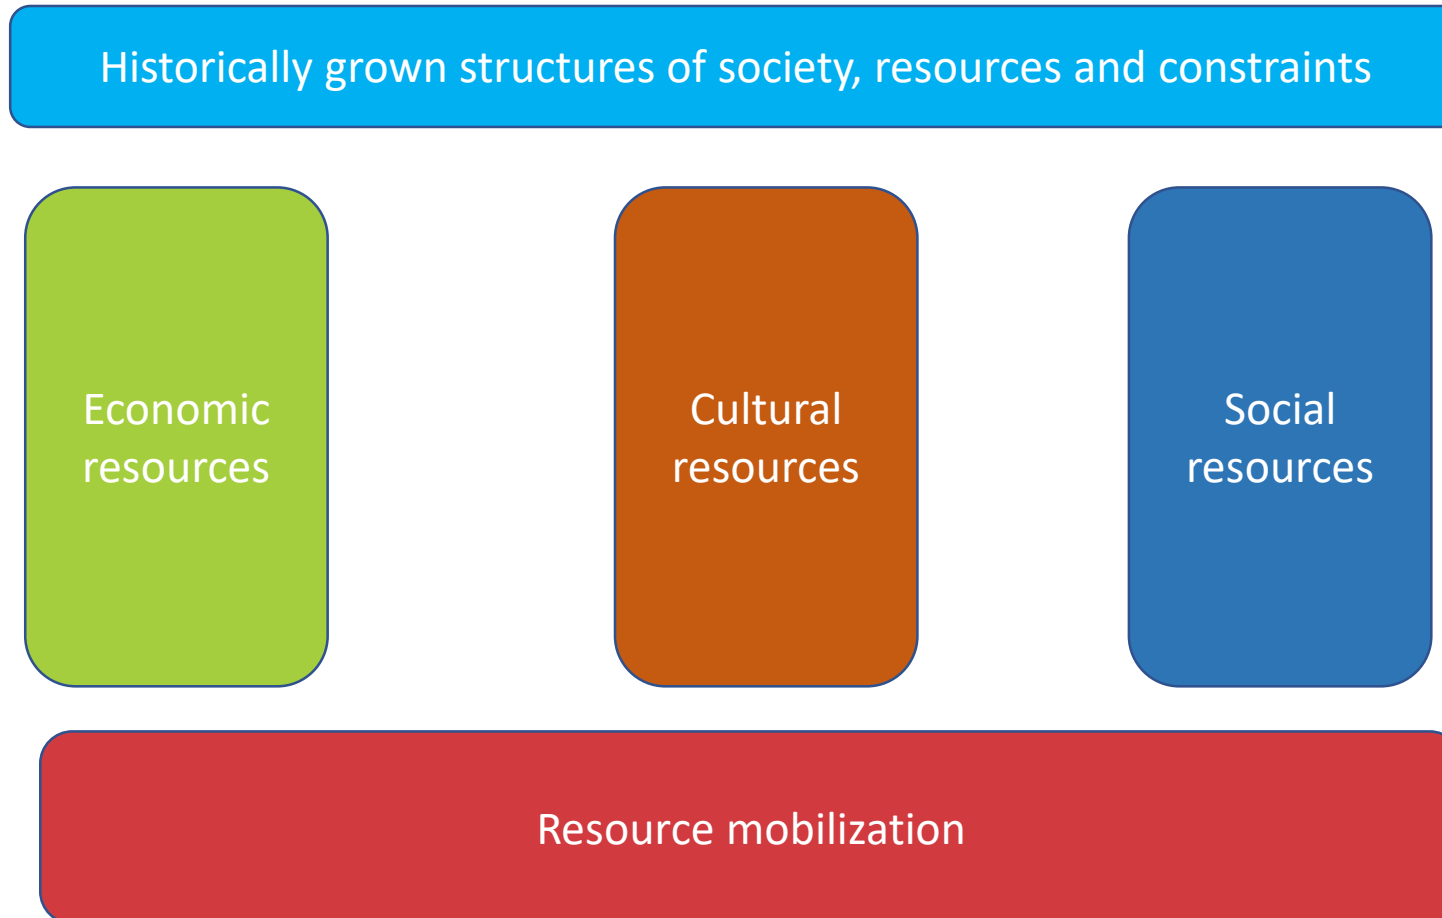 Historically grown structures of society, resources and constraints
Economic
resources
Cultural
resources
Social
resources
Resource mobilization